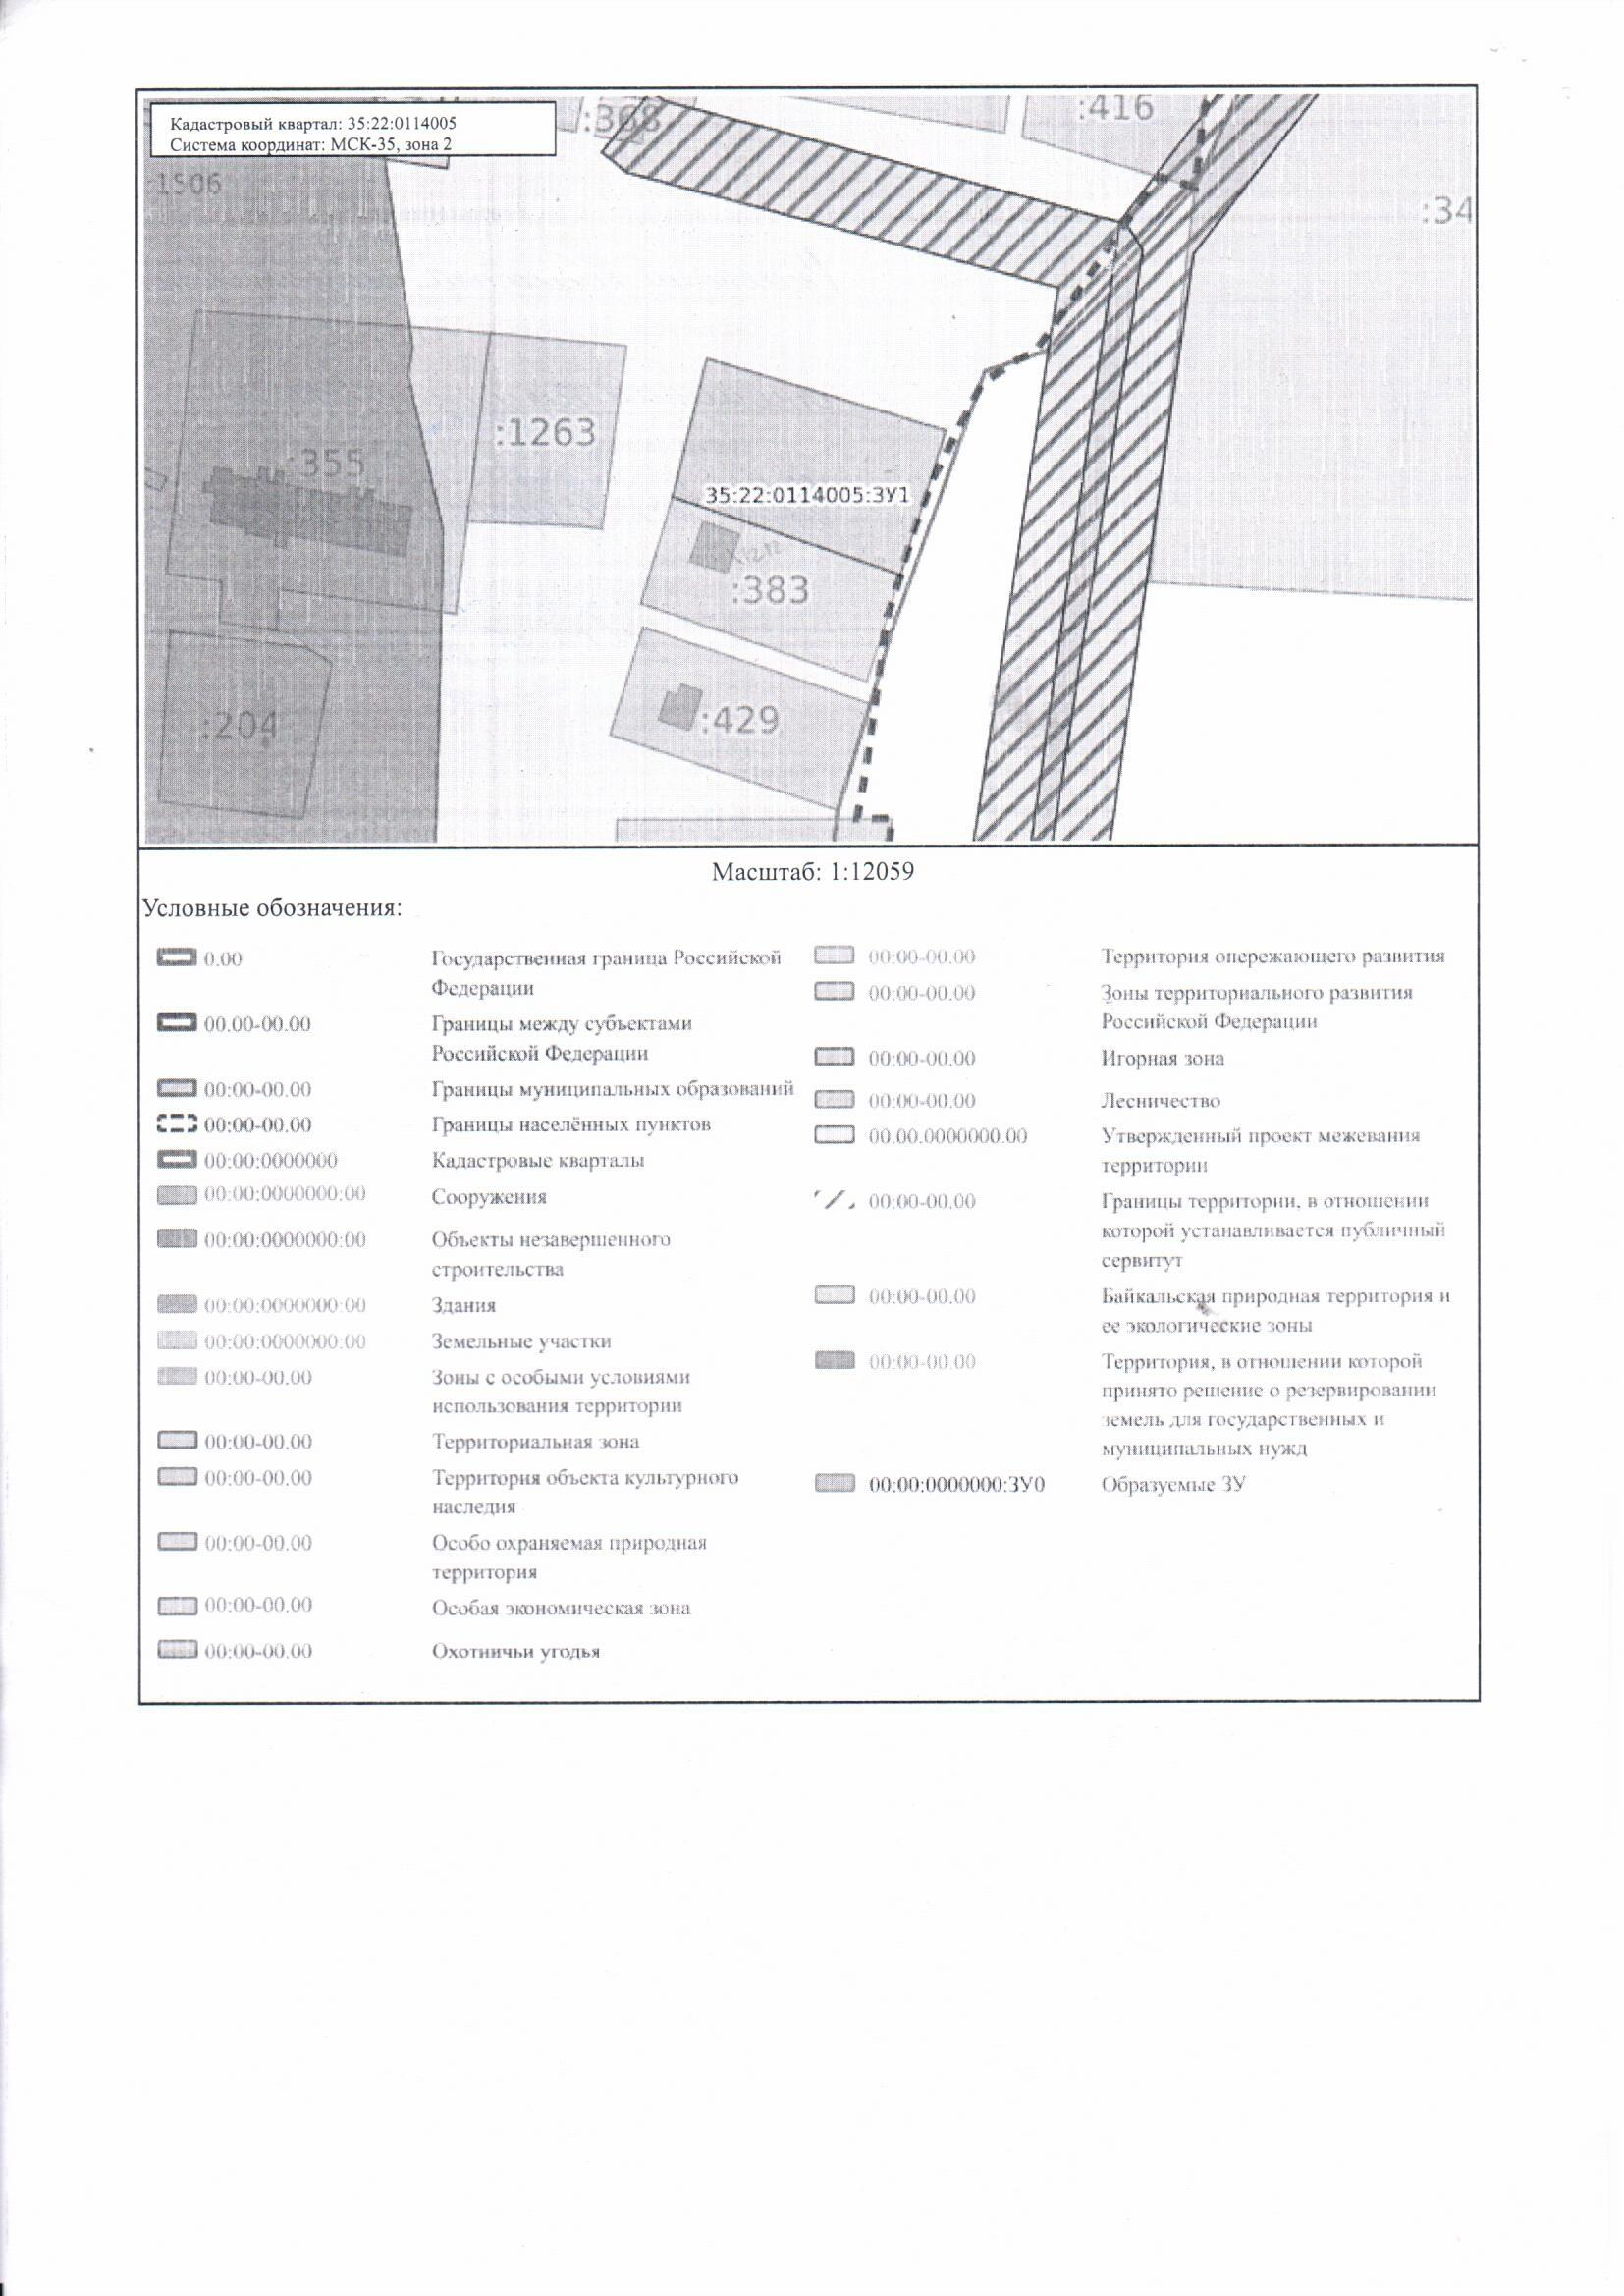 Кадастровый квартал: 35:22:0114005
Система координат: МСК-35, зона 2
:368
:416
:1506
:34
:1263
:355
35:22:0114005:ЗУ1
:383
:204
:429
Масштаб: 1:12059
Условные обозначения:
0.00 Государственная граница Российской
Федерации
00.00-00.00 Границы между субъектами
Российской Федерации
00:00-00.00 Границы муниципальных образований
00:00-00.00 Границы населённых пунктов
00:00:0000000 Кадастровые кварталы
00:00:0000000:00 Сооружения
00:00:0000000:00 Объекты незавершенного
строительства
00:00:0000000:00 Здания
00:00:0000000:00 Земельные участки
00:00-00.00 Зоны с особыми условиями
использования территории
00:00-00.00 Территориальная зона
00:00-00.00 Территория объекта культурного
наследия
00:00-00.00 Особо охраняемая природная
территория
00:00-00.00 Особая экономическая зона
00:00-00.00 Охотничьи угодья
00:00-00.00 Территория опережающего развития
00:00-00.00 Зоны территориального развития
Российской Федерации
00:00-00.00 Игорная зона
00:00-00.00 Лесничество
00.00.0000000.00 Утвержденный проект межевания
территории
00:00-00.00 Границы территории, в отношении
которой устанавливается публичный
сервитут
00:00-00.00 Байкальская природная территория и
ее экологические зоны
00:00-00.00 Территория, в отношении которой
принято решение о резервировании
земель для государственных и
муниципальных нужд
00:00:0000000:ЗУ0 Образуемые ЗУ